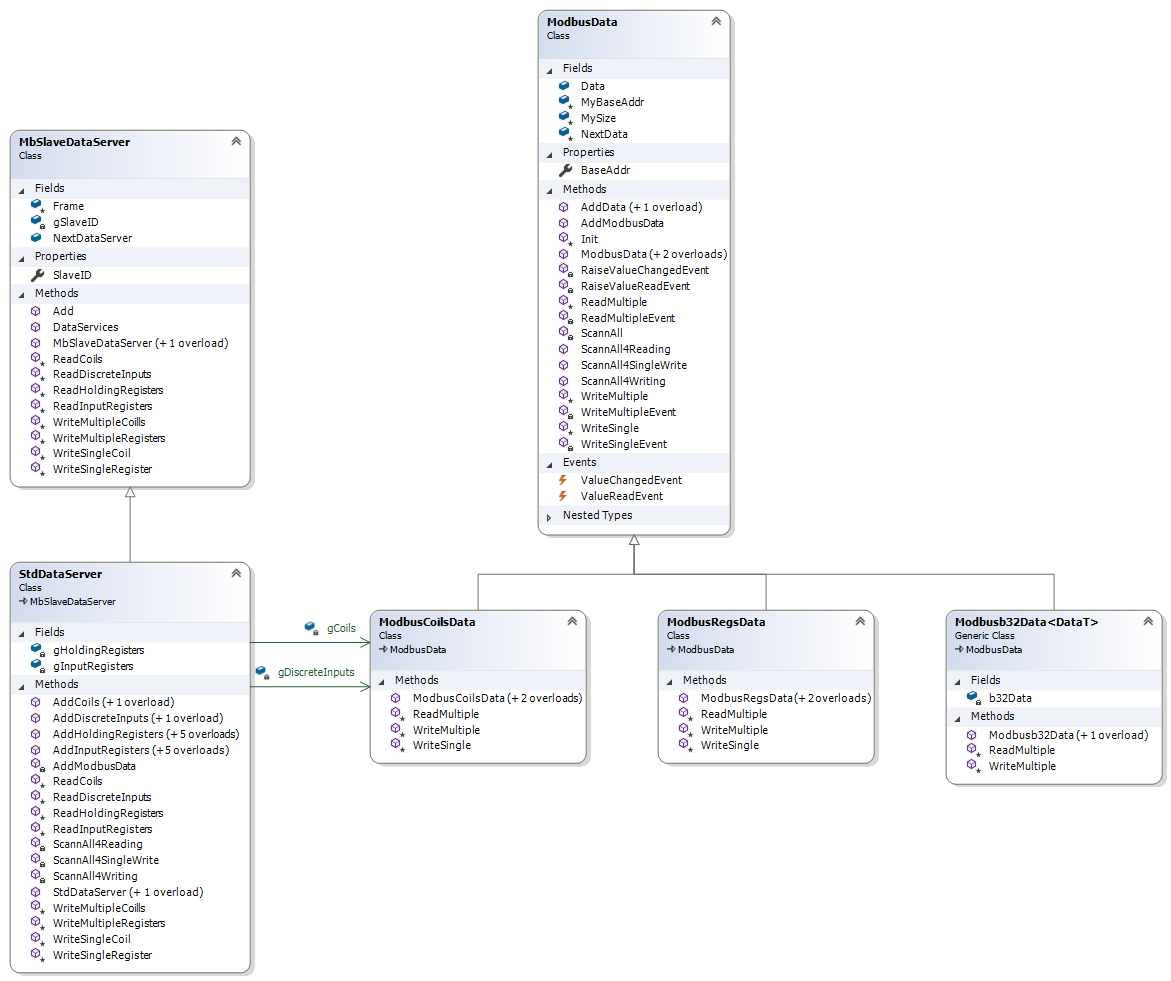 ModbusData
Class
Fields
Data
MyBaseAddr
MySize
NextData
Properties
BaseAddr
Methods
AddData (+ 1 overload)
AddModbusData
Init
ModbusData (+ 2 overloads)
RaiseValueChangedEvent
RaiseValueReadEvent
ReadMultiple
ReadMultipleEvent
ScannAll
ScannAll4Reading
ScannAll4SingleWrite
ScannAll4Writing
WriteMultiple
WriteMultipleEvent
WriteSingle
WriteSingleEvent
Events
ValueChangedEvent
ValueReadEvent
Nested Types
MbSlaveDataServer
Class
Fields
Frame
gSlaveID
NextDataServer
Properties
SlaveID
Methods
Add
DataServices
MbSlaveDataServer (+ 1 overload)
ReadCoils
ReadDiscreteInputs
ReadHoldingRegisters
ReadInputRegisters
WriteMultipleCoills
WriteMultipleRegisters
WriteSingleCoil
WriteSingleRegister
StdDataServer
Class
MbSlaveDataServer
Fields
gHoldingRegisters
gInputRegisters
Methods
AddCoils (+ 1 overload)
AddDiscreteInputs (+ 1 overload)
AddHoldingRegisters (+ 5 overloads)
AddInputRegisters (+ 5 overloads)
AddModbusData
ReadCoils
ReadDiscreteInputs
ReadHoldingRegisters
ReadInputRegisters
ScannAll4Reading
ScannAll4SingleWrite
ScannAll4Writing
StdDataServer (+ 1 overload)
WriteMultipleCoills
WriteMultipleRegisters
WriteSingleCoil
WriteSingleRegister
gCoils
gDiscreteInputs
ModbusCoilsData
Class
ModbusData
Methods
ModbusCoilsData (+ 2 overloads)
ReadMultiple
WriteMultiple
WriteSingle
ModbusRegsData
Class
ModbusData
Methods
ModbusRegsData (+ 2 overloads)
ReadMultiple
WriteMultiple
WriteSingle
Modbusb32Data<DataT>
Generic Class
ModbusData
Fields
b32Data
Methods
Modbusb32Data (+ 1 overload)
ReadMultiple
WriteMultiple